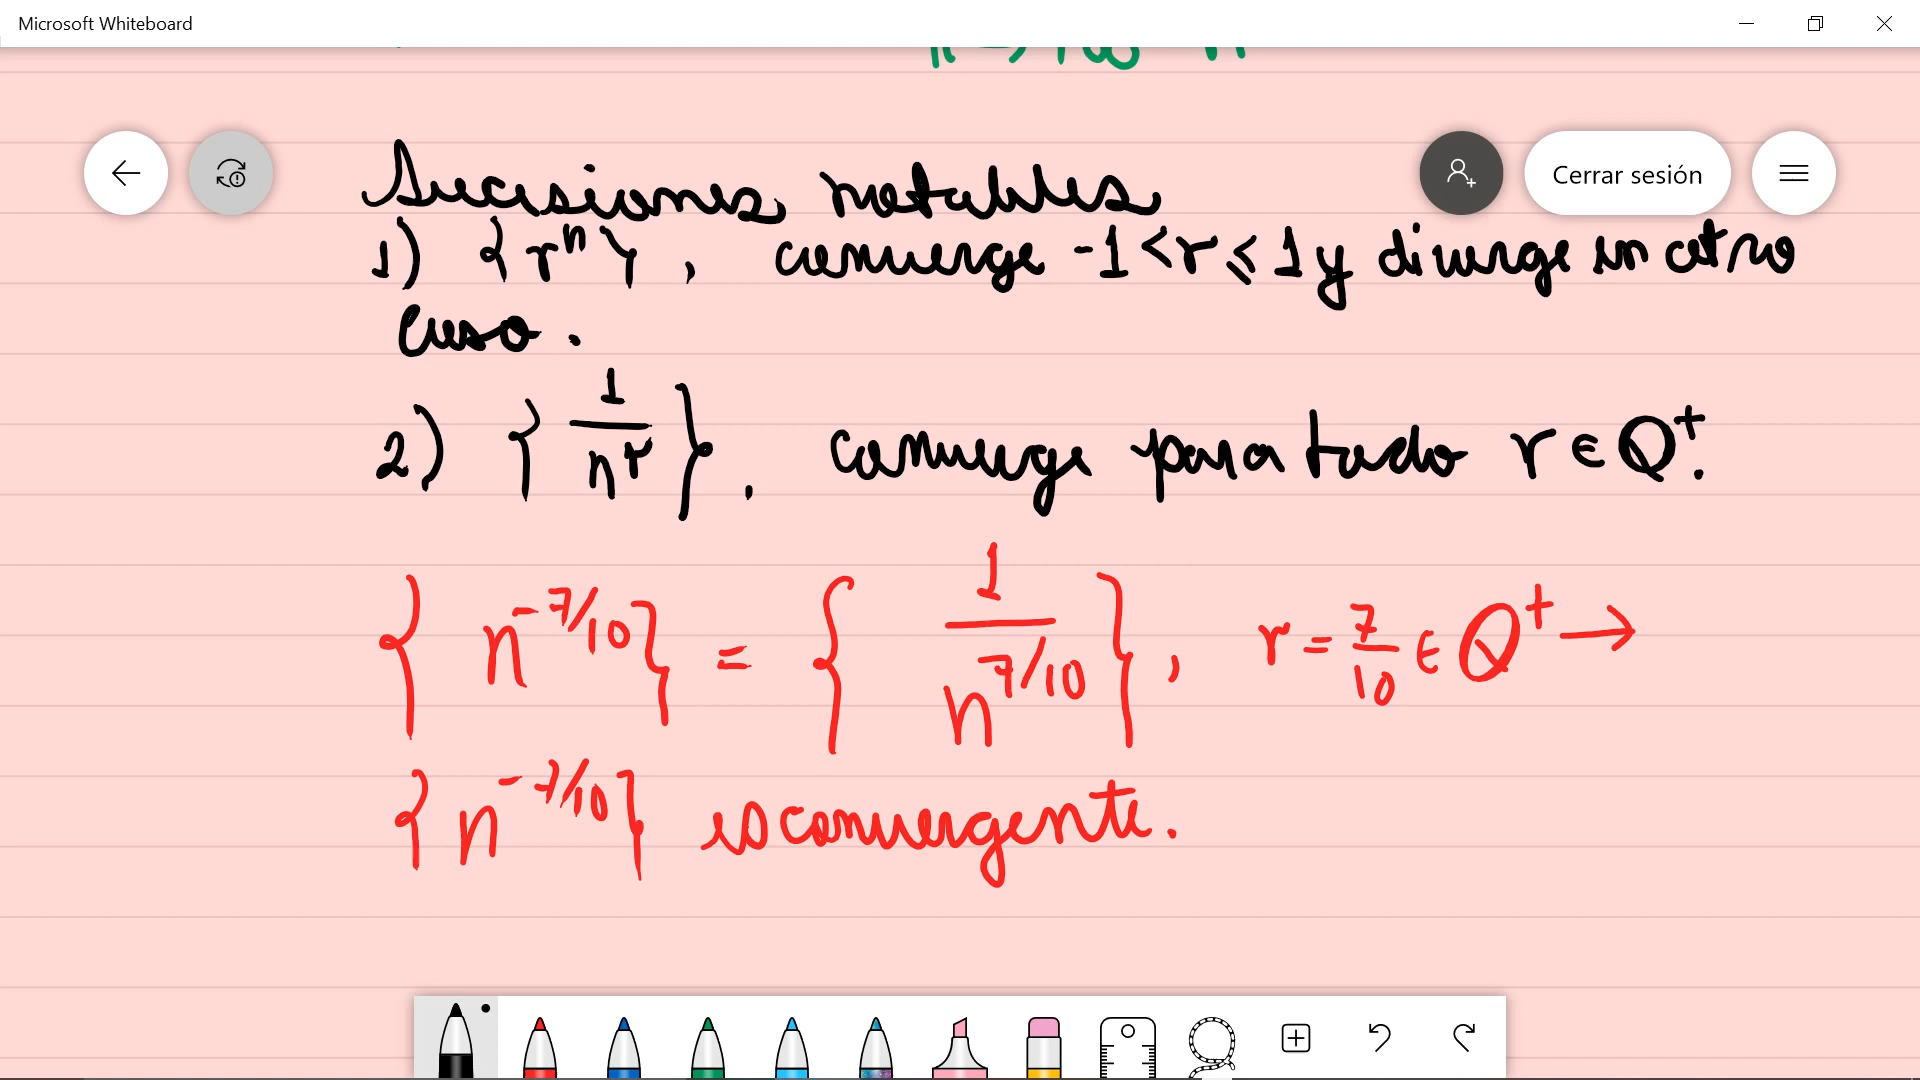 Microsoft Whiteboard
n → +∞ n
Cerrar sesión
Sucesiones notables
1) {rⁿ}, converge -1 < r ≤ 1 y diverge en otro
caso.
2) {1/nʳ}. converge para todo r ∈ Q⁺.
{n^(-7/10)} = {1/n^(7/10)}, r = 7/10 ∈ Q⁺ →
{n^(-7/10)} es convergente.